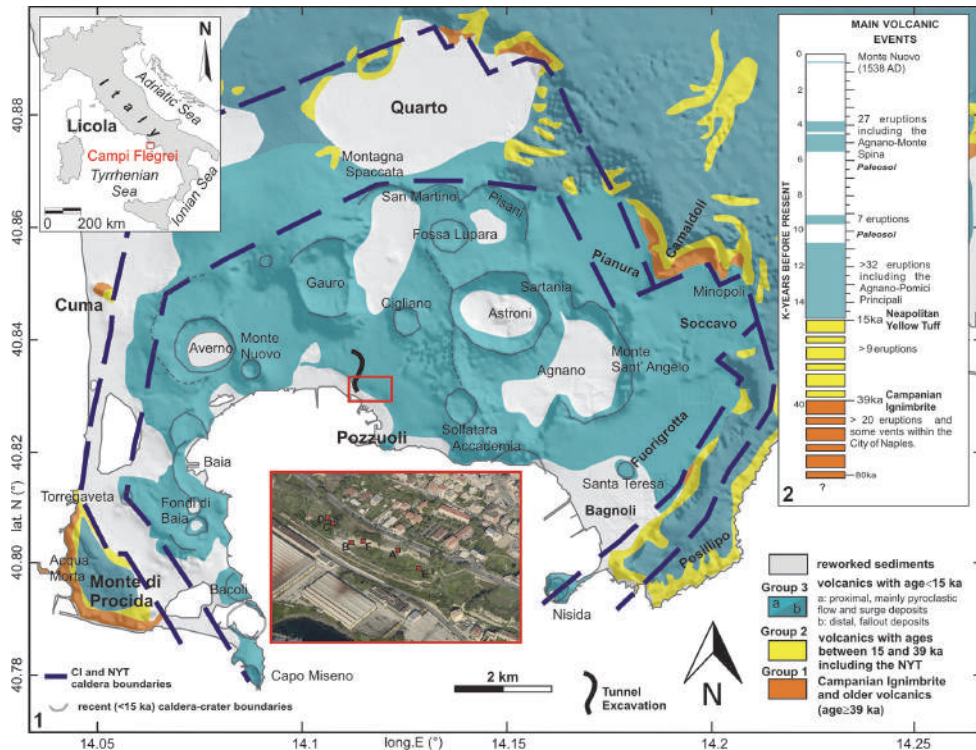 Italy
Adriatic Sea
Licola
Campi Flegrei
Tyrrhenian
Sea
Ionian Sea
0 200 km
N
40.88
40.86
40.84
40.82
40.80
40.78
lat. N (°)
14.05
14.1
14.15
14.2
14.25
long.E (°)
Quarto
Montagna
Spaccata
San Martino
Pisani
Fossa Lupara
Camaldoli
Pianura
Minopoli
Cuma
Gauro
Cigliano
Sartania
Astroni
Soccavo
Averno
Monte
Nuovo
Agnano
Monte
Sant' Angelo
Pozzuoli
Solfatara
Accademia
Fuorigrotta
Baia
Santa Teresa
Torregaveta
Fondi di
Baia
Bagnoli
Posillipo
Acqua
Morta
Monte di
Procida
Bacoli
Nisida
Capo Miseno
B
F
A
CI and NYT
caldera boundaries
recent (<15 ka) caldera-crater boundaries
1
2 km
Tunnel
Excavation
N
MAIN VOLCANIC
EVENTS
K-YEARS BEFORE PRESENT
0
2
4
6
8
10
12
14
15ka
39ka
40
80ka
?
Monte Nuovo
(1538 AD)
27 eruptions
including the
Agnano-Monte
Spina
Paleosol
7 eruptions
Paleosol
>32 eruptions
including the
Agnano-Pomici
Principali
Neapolitan
Yellow Tuff
>9 eruptions
Campanian
Ignimbrite
> 20 eruptions and
some vents within the
City of Naples.
2
reworked sediments
Group 3
volcanics with age<15 ka
a
b
a: proximal, mainly pyroclastic
flow and surge deposits
b: distal, fallout deposits
Group 2
volcanics with ages
between 15 and 39 ka
including the NYT
Group 1
Campanian Ignimbrite
and older volcanics
(age≥39 ka)